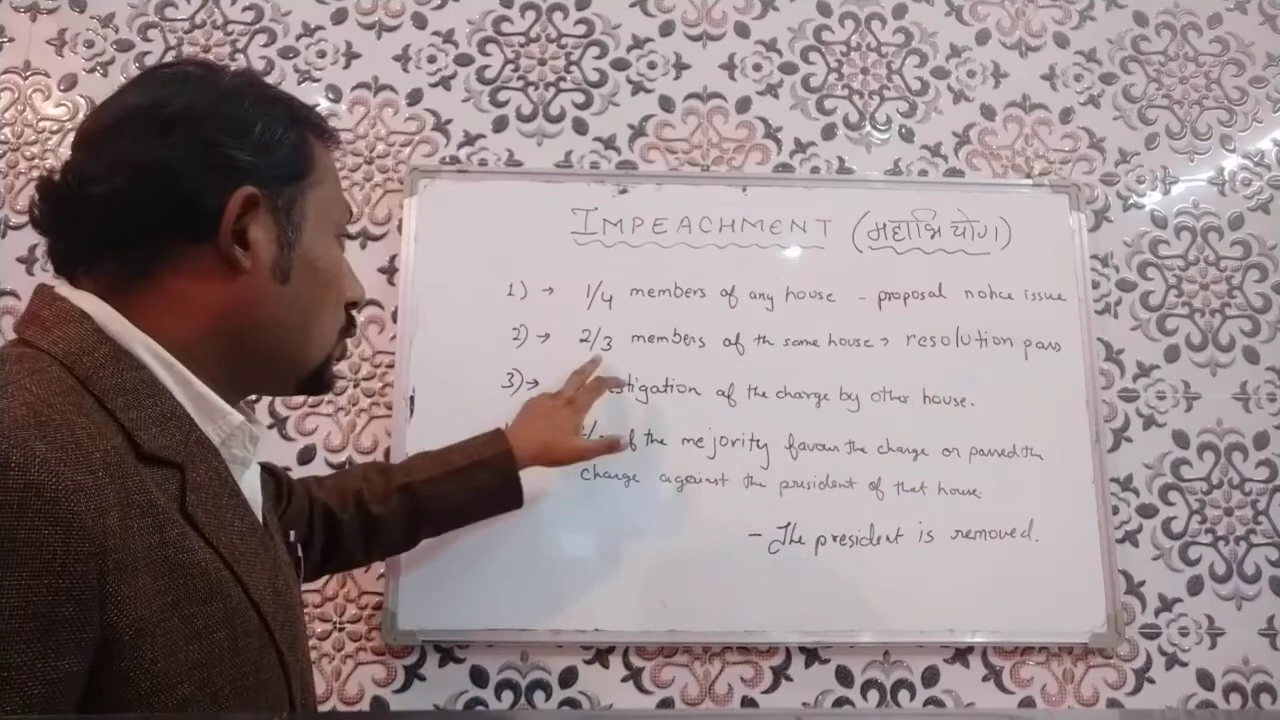 IMPEACHMENT (महाभियोग)
1) → 1/4 members of any house - proposal notice issue
2) → 2/3 members of th same house → resolution pass
3) → stigation of the charge by other house.
of the mejority favour the charge or passed th
charge against the president of that house.
- The president is removed.